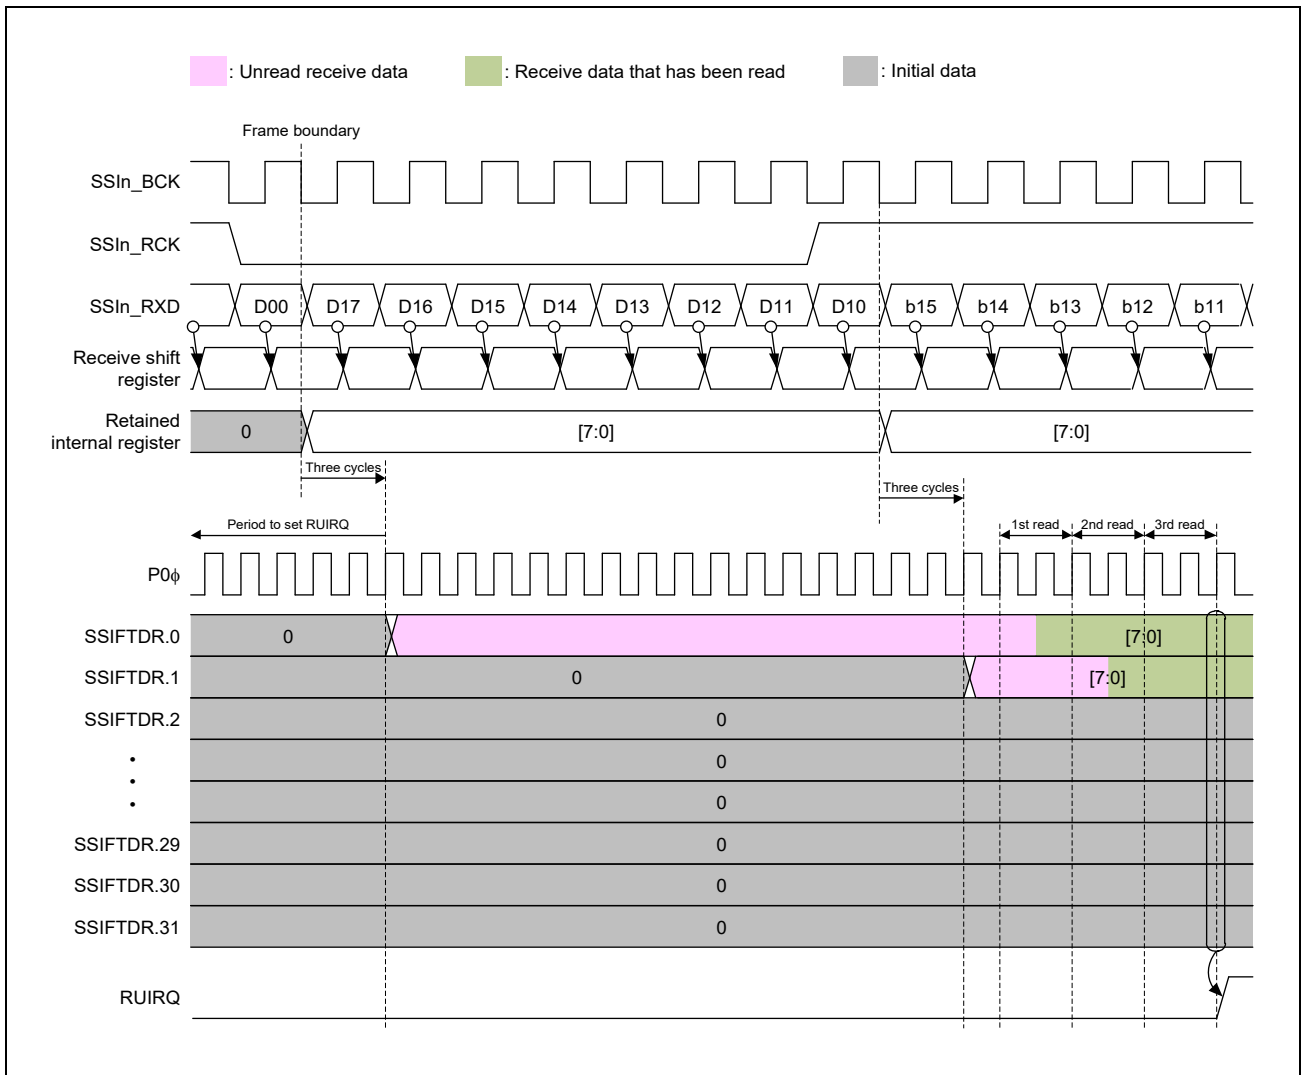 : Unread receive data : Receive data that has been read : Initial data
Frame boundary
SSIn_BCK
SSIn_RCK
SSIn_RXD D00 D17 D16 D15 D14 D13 D12 D11 D10 b15 b14 b13 b12 b11
Receive shift
register
Retained
internal register 0 [7:0] [7:0]
Three cycles
Three cycles
Period to set RUIRQ 1st read 2nd read 3rd read
P0ϕ
SSIFTDR.0 0 [7:0]
SSIFTDR.1 0 [7:0]
SSIFTDR.2 0
0
0
SSIFTDR.29 0
SSIFTDR.30 0
SSIFTDR.31 0
RUIRQ